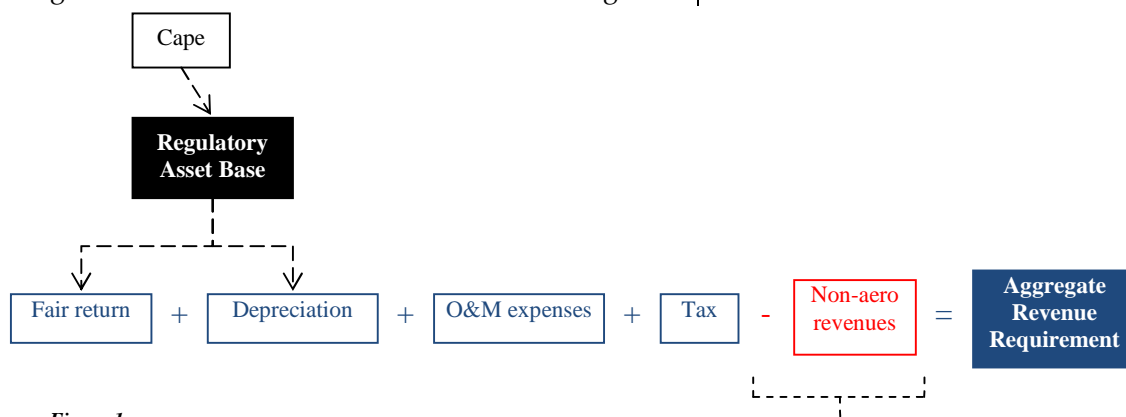 Cape
Regulatory
Asset Base
Fair return + Depreciation + O&M expenses + Tax - Non-aero revenues = Aggregate Revenue Requirement